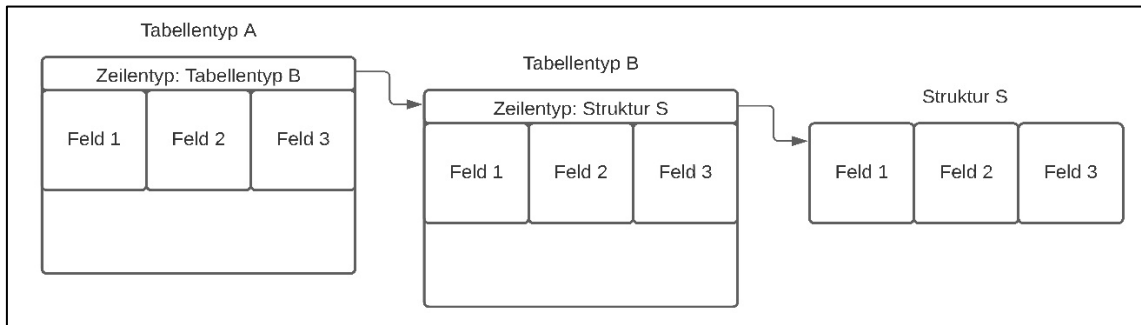 Tabellentyp A
Zeilentyp: Tabellentyp B
Feld 1
Feld 2
Feld 3
Tabellentyp B
Zeilentyp: Struktur S
Feld 1
Feld 2
Feld 3
Struktur S
Feld 1
Feld 2
Feld 3